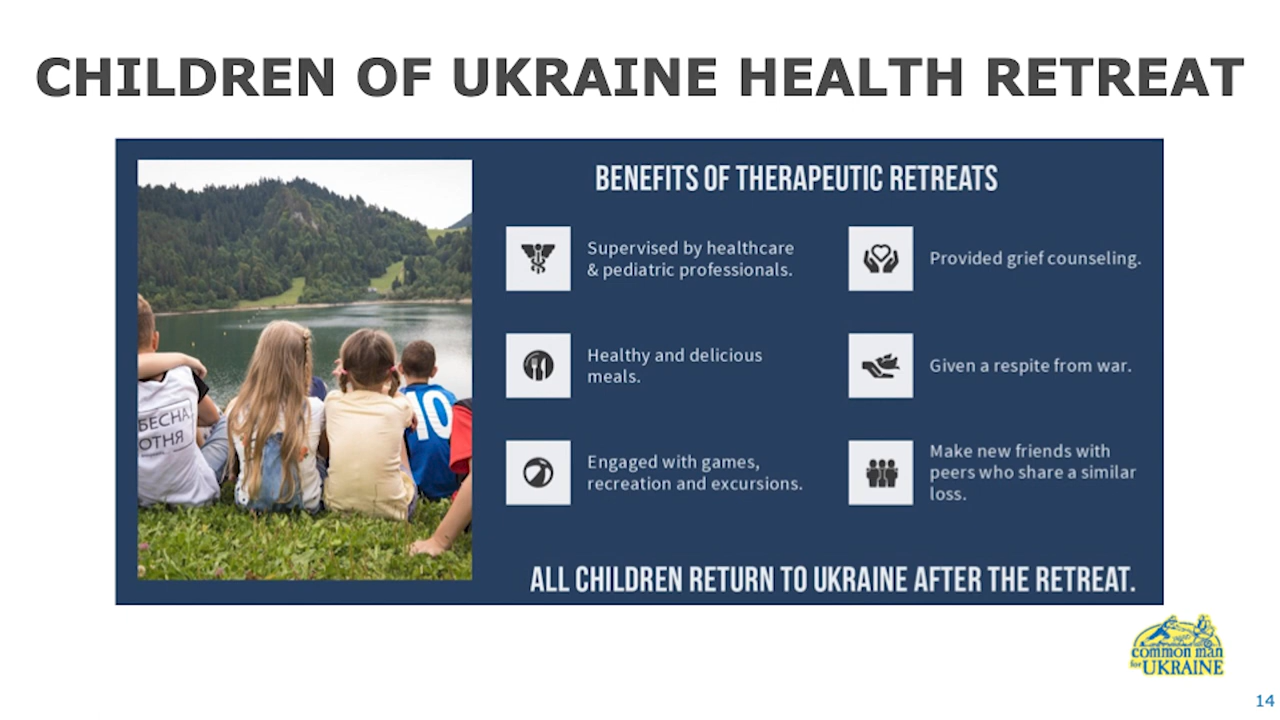 CHILDREN OF UKRAINE HEALTH RETREAT
BENEFITS OF THERAPEUTIC RETREATS
Supervised by healthcare
& pediatric professionals.
Provided grief counseling.
Healthy and delicious
meals.
Given a respite from war.
Engaged with games,
recreation and excursions.
Make new friends with
peers who share a similar
loss.
ALL CHILDREN RETURN TO UKRAINE AFTER THE RETREAT.
БЕСНА
ОТНЯ
10
common man
for UKRAINE
14